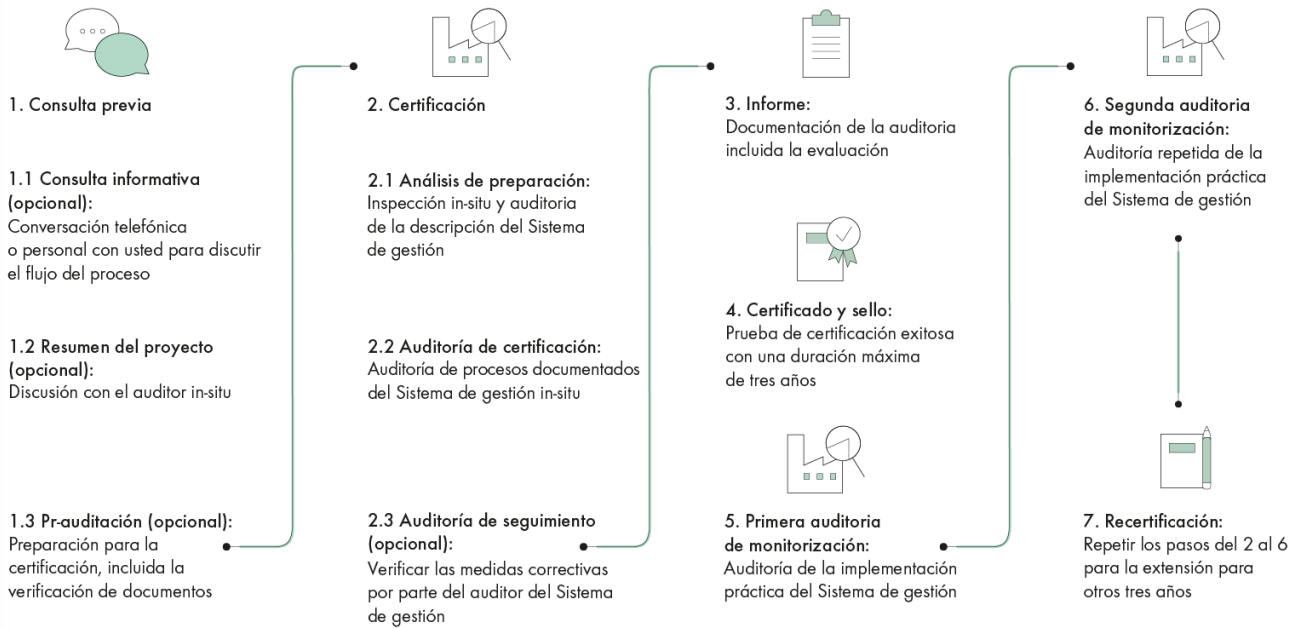 1. Consulta previa
1.1 Consulta informativa
(opcional):
Conversación telefónica
o personal con usted para discutir
el flujo del proceso
1.2 Resumen del proyecto
(opcional):
Discusión con el auditor in-situ
1.3 Pr-auditación (opcional):
Preparación para la
certificación, incluida la
verificación de documentos
2. Certificación
2.1 Análisis de preparación:
Inspección in-situ y auditoria
de la descripción del Sistema
de gestión
2.2 Auditoría de certificación:
Auditoría de procesos documentados
del Sistema de gestión in-situ
2.3 Auditoría de seguimiento
(opcional):
Verificar las medidas correctivas
por parte del auditor del Sistema
de gestión
3. Informe:
Documentación de la auditoria
incluida la evaluación
4. Certificado y sello:
Prueba de certificación exitosa
con una duración máxima
de tres años
5. Primera auditoria
de monitorización:
Auditoría de la implementación
práctica del Sistema de gestión
6. Segunda auditoria
de monitorización:
Auditoría repetida de la
implementación práctica
del Sistema de gestión
7. Recertificación:
Repetir los pasos del 2 al 6
para la extensión para
otros tres años